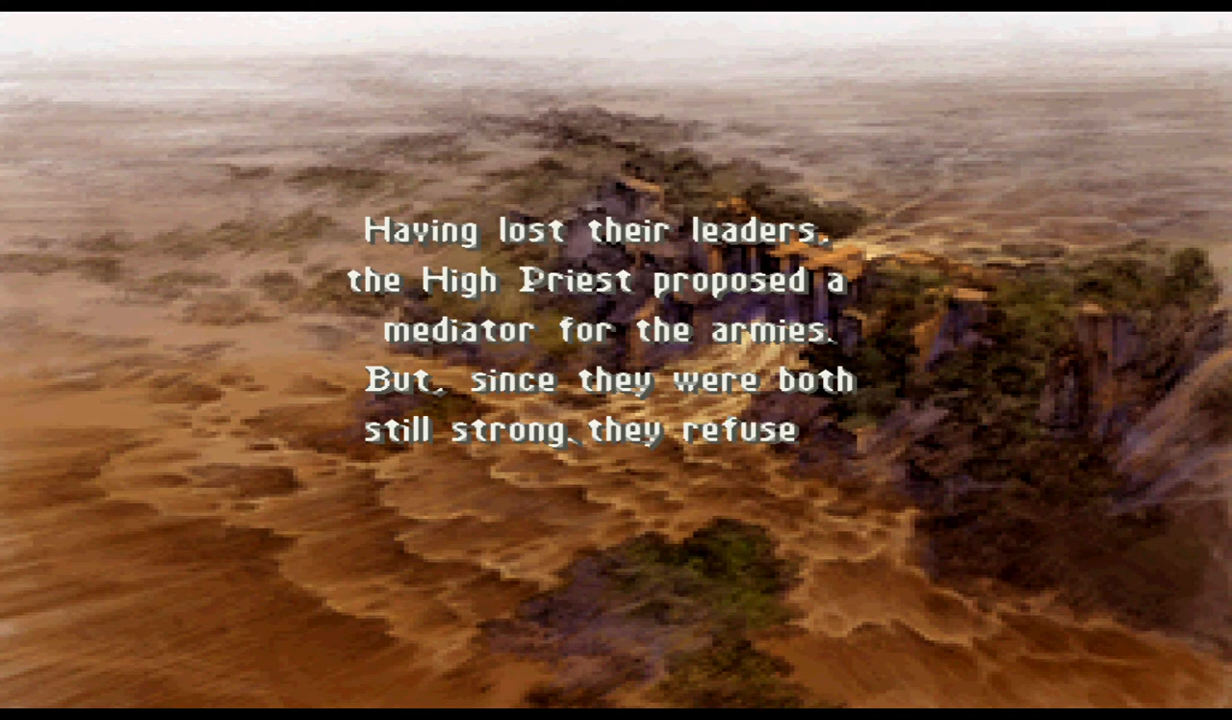 Having lost their leaders,
the High Priest proposed a
mediator for the armies.
But, since they were both
still strong, they refuse